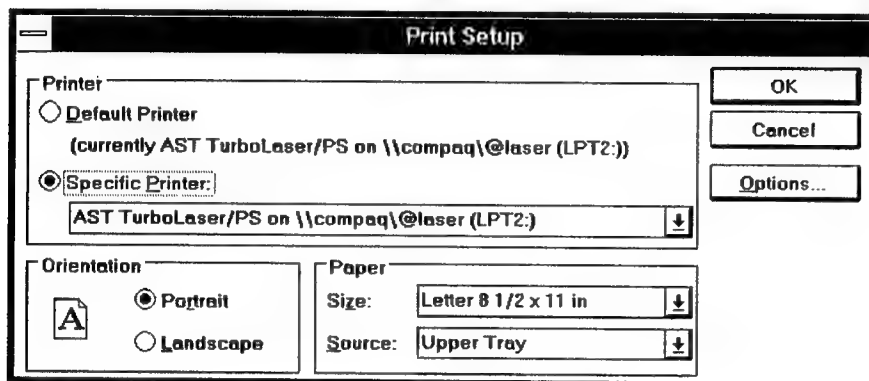 Print Setup
Printer
Default Printer
(currently AST TurboLaser/PS on \\compaq\@laser (LPT2:))
Specific Printer:
AST TurboLaser/PS on \\compaq\@laser (LPT2:)
OK
Cancel
Options...
Orientation
A
Portrait
Landscape
Paper
Size: Letter 8 1/2 x 11 in
Source: Upper Tray